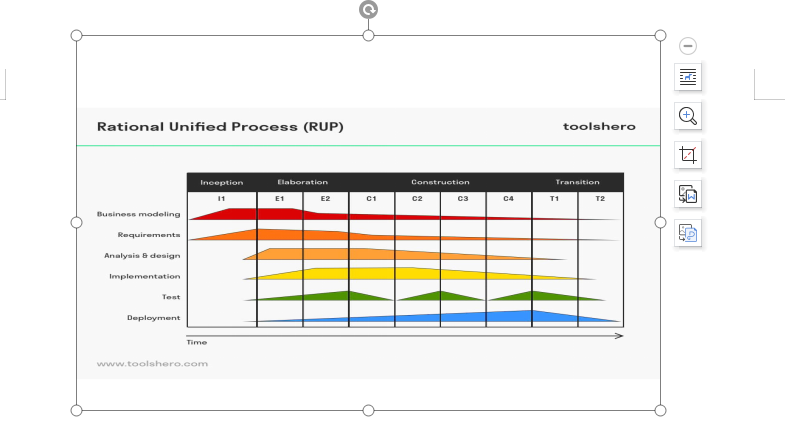 Rational Unified Process (RUP)
toolshero
Inception Elaboration Construction Transition
I1 E1 E2 C1 C2 C3 C4 T1 T2
Business modeling
Requirements
Analysis & design
Implementation
Test
Deployment
Time
www.toolshero.com